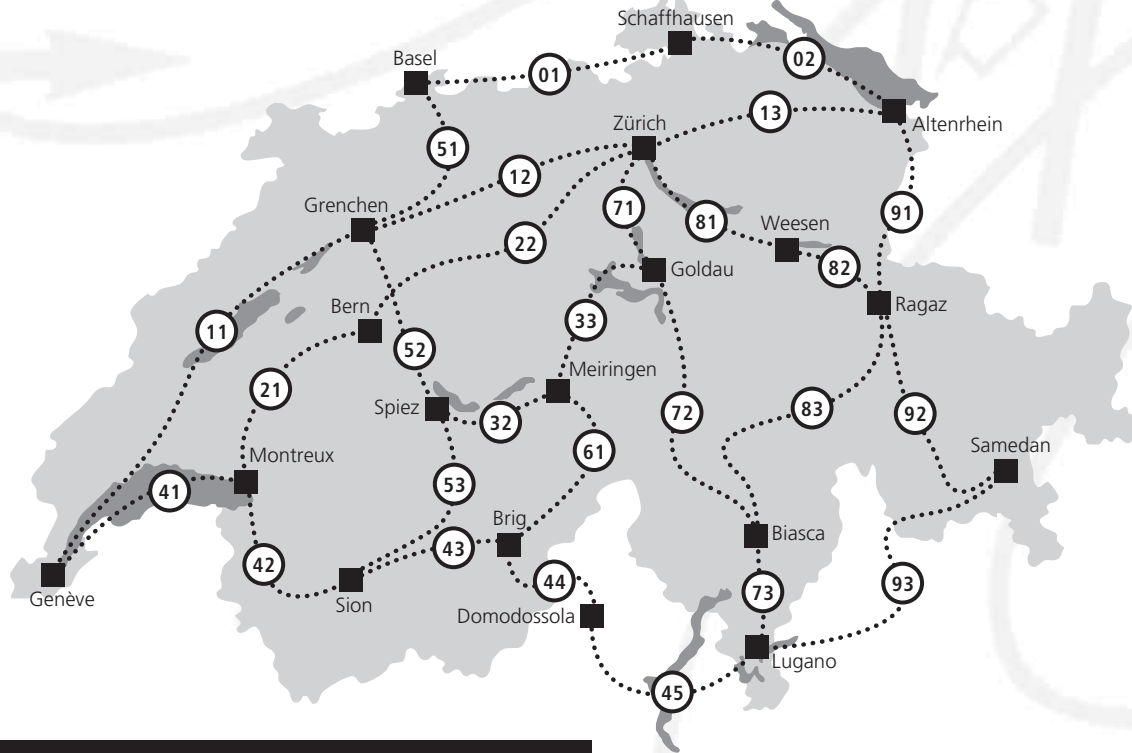 Schaffhausen
Basel
01
02
13
Altenrhein
Zürich
51
12
Grenchen
71
81
91
Weesen
22
82
Goldau
Ragaz
Bern
11
33
52
Meiringen
21
Spiez
32
72
83
92
61
Samedan
Montreux
41
53
Brig
43
Biasca
42
44
73
93
Genève
Sion
Domodossola
Lugano
45